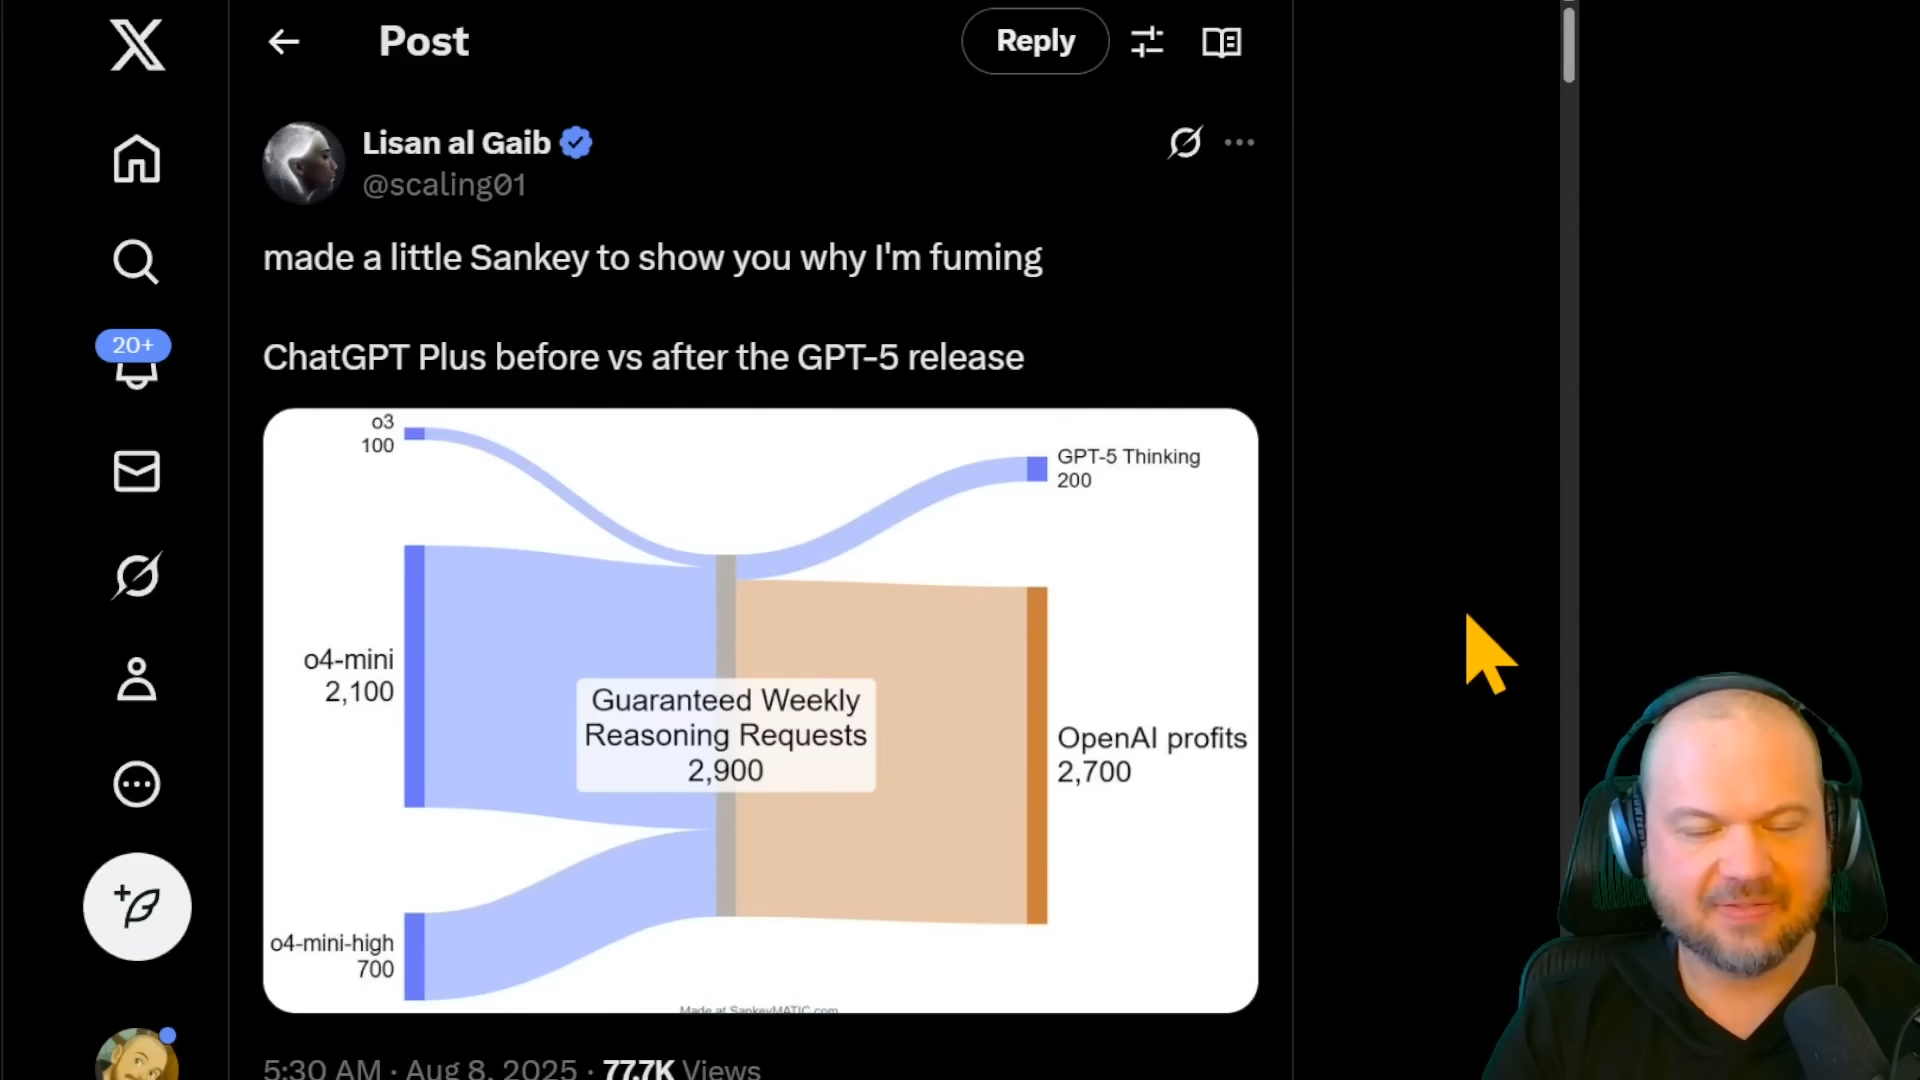 Post
Reply
Lisan al Gaib
@scaling01
made a little Sankey to show you why I'm fuming
ChatGPT Plus before vs after the GPT-5 release
20+
o3
100
GPT-5 Thinking
200
o4-mini
2,100
Guaranteed Weekly
Reasoning Requests
2,900
OpenAI profits
2,700
o4-mini-high
700
Made at SankeyMATIC.com
5:30 AM · Aug 8, 2025 · 77.7K Views